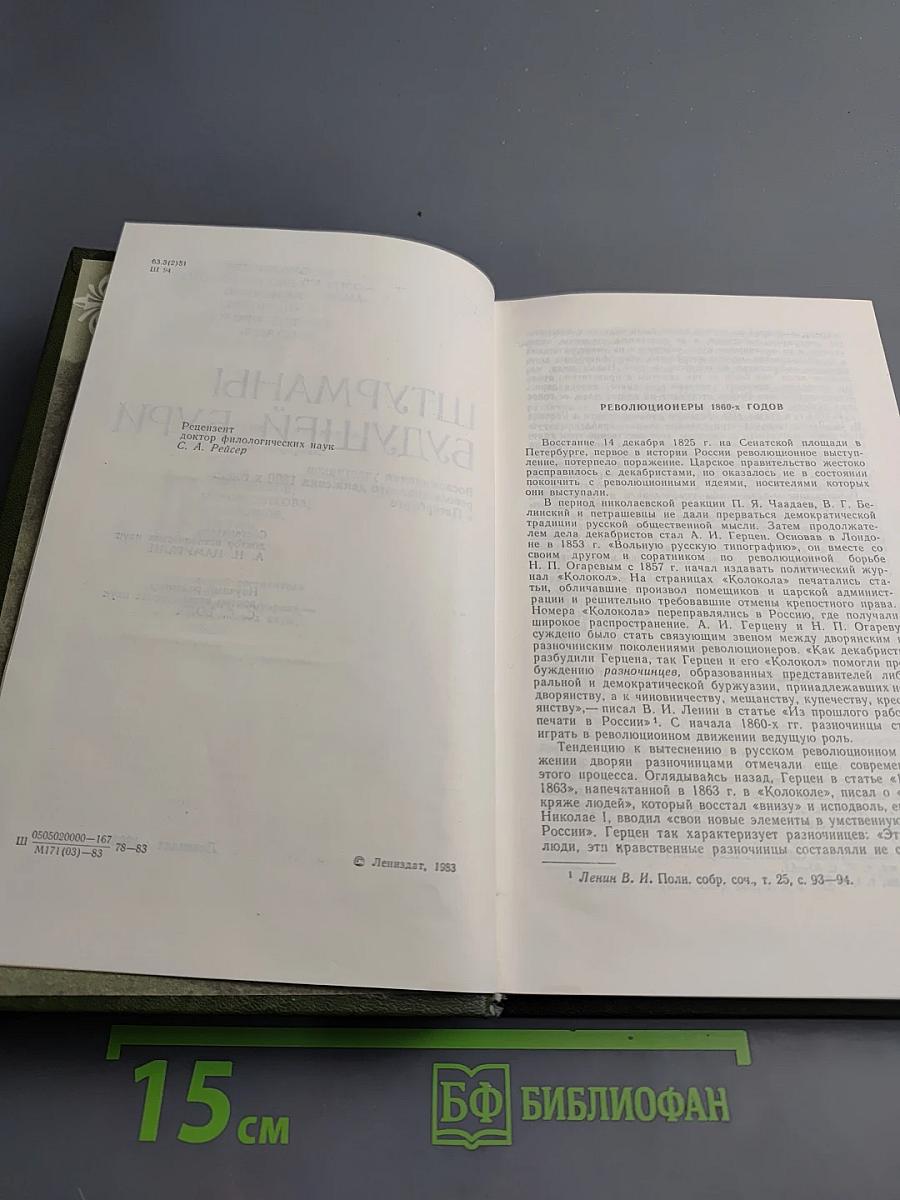 63.3(2)51
Ш 94
ШТУРМАНЫ
БУДУЩЕЙ БУРИ
Рецензент
доктор филологических наук
С. А. Рейсер
Ш 0505020000—167
М171(03)—83 78—83
© Лениздат, 1983
РЕВОЛЮЦИОНЕРЫ 1860-х ГОДОВ
Восстание 14 декабря 1825 г. на Сенатской площади в
Петербурге, первое в истории России революционное выступ-
ление, потерпело поражение. Царское правительство жестоко
расправилось с декабристами, но оказалось не в состоянии
покончить с революционными идеями, носителями которых
они выступали.
В период николаевской реакции П. Я. Чаадаев, В. Г. Бе-
линский и петрашевцы не дали прерваться демократической
традиции русской общественной мысли. Затем продолжате-
лем дела декабристов стал А. И. Герцен. Основав в Лондо-
не в 1853 г. «Вольную русскую типографию», он вместе со
своим другом и соратником по революционной борьбе
Н. П. Огаревым с 1857 г. начал издавать политический жур-
нал «Колокол». На страницах «Колокола» печатались ста-
тьи, обличавшие произвол помещиков и царской админист-
рации и решительно требовавшие отмены крепостного права.
Номера «Колокола» переправлялись в Россию, где получали
широкое распространение. А. И. Герцену и Н. П. Огареву
суждено было стать связующим звеном между дворянским и
разночинским поколениями революционеров. «Как декабристы
разбудили Герцена, так Герцен и его «Колокол» помогли про-
буждению разночинцев, образованных представителей либ
ральной и демократической буржуазии, принадлежавших н
дворянству, а к чиновничеству, мещанству, купечеству, крес
янству»,— писал В. И. Ленин в статье «Из прошлого рабо
печати в России»¹. С начала 1860-х гг. разночинцы ст
играть в революционном движении ведущую роль.
Тенденцию к вытеснению в русском революционном
жении дворян разночинцами отмечали еще совреме
этого процесса. Оглядываясь назад, Герцен в статье «
1863», напечатанной в 1863 г. в «Колоколе», писал о «
кряже людей», который восстал «внизу» и исподволь, е
Николае I, вводил «свои новые элементы в умственную
России». Герцен так характеризует разночинцев: «Эт
люди, эти нравственные разночинцы составляли не с
¹ Ленин В. И. Полн. собр. соч., т. 25, с. 93—94.
15 см
БФ БИБЛИОФАН